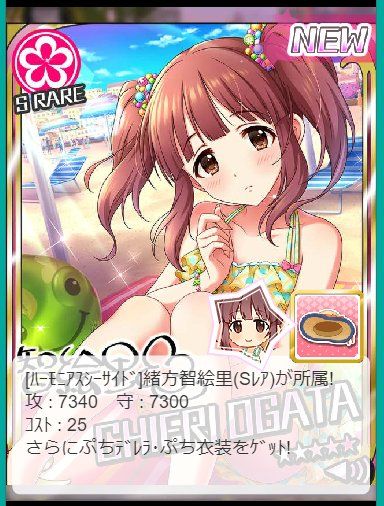 NEW
S RARE
[ﾊｰﾓﾆｱｽｼｰｻｲﾄﾞ]緒方智絵里(Sﾚｱ)が所属!
攻 : 7340　守 : 7300
ｺｽﾄ : 25
さらにぷちﾃﾞﾚﾗ･ぷち衣装をｹﾞｯﾄ!
CHIERI OGATA